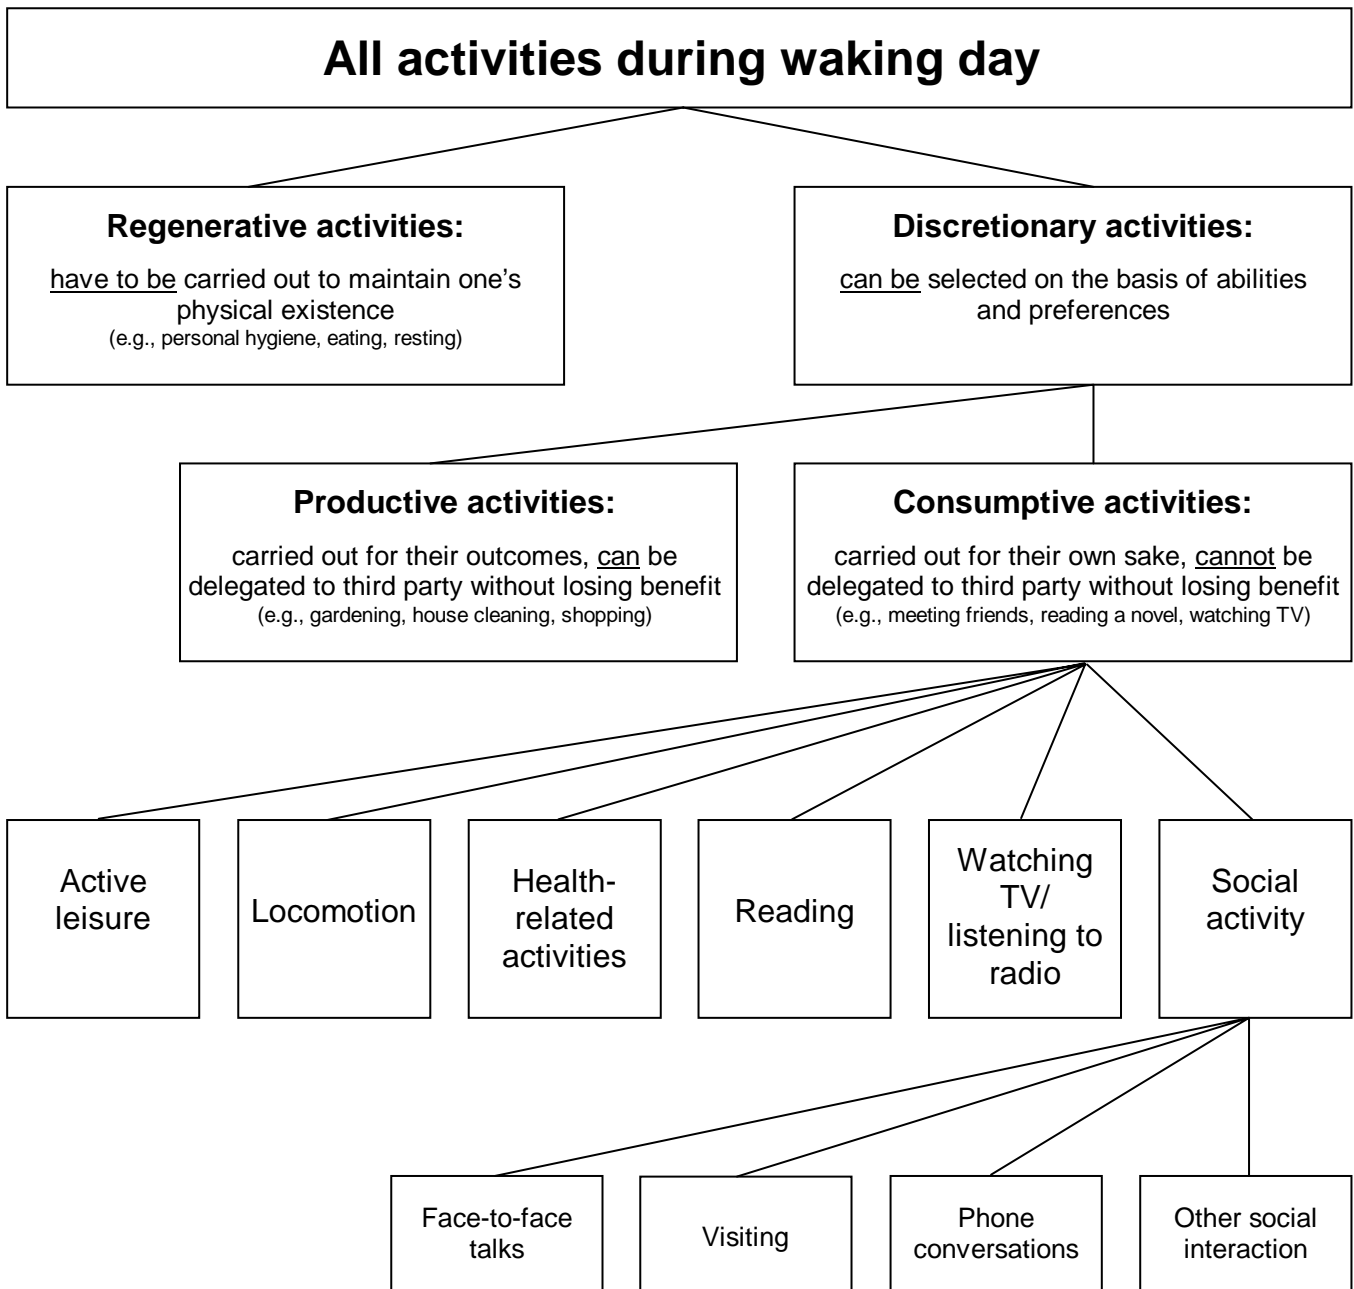 All activities during waking day
Regenerative activities:
have to be carried out to maintain one’s
physical existence
(e.g., personal hygiene, eating, resting)
Discretionary activities:
can be selected on the basis of abilities
and preferences
Productive activities:
carried out for their outcomes, can be
delegated to third party without losing benefit
(e.g., gardening, house cleaning, shopping)
Consumptive activities:
carried out for their own sake, cannot be
delegated to third party without losing benefit
(e.g., meeting friends, reading a novel, watching TV)
Active
leisure
Locomotion
Health-
related
activities
Reading
Watching
TV/
listening to
radio
Social
activity
Face-to-face
talks
Visiting
Phone
conversations
Other social
interaction